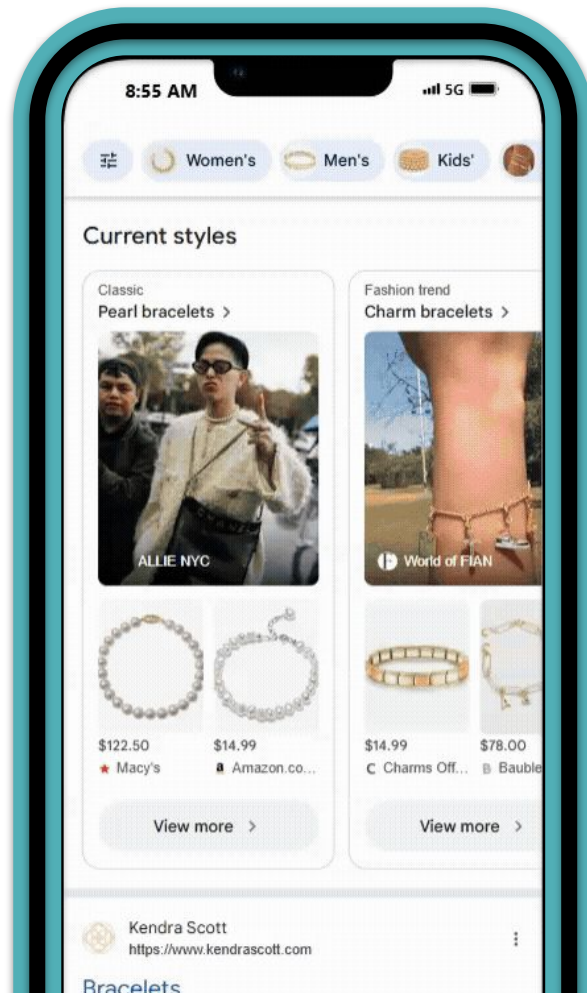 8:55 AM
5G
Women's
Men's
Kids'
Current styles
Classic
Pearl bracelets >
Fashion trend
Charm bracelets >
ALLIE NYC
CHANEL
World of FIAN
$122.50
$14.99
$14.99
$78.00
Macy's
a Amazon.co...
C Charms Off...
B Bauble
View more >
View more >
Kendra Scott
https://www.kendrascott.com
Bracelets